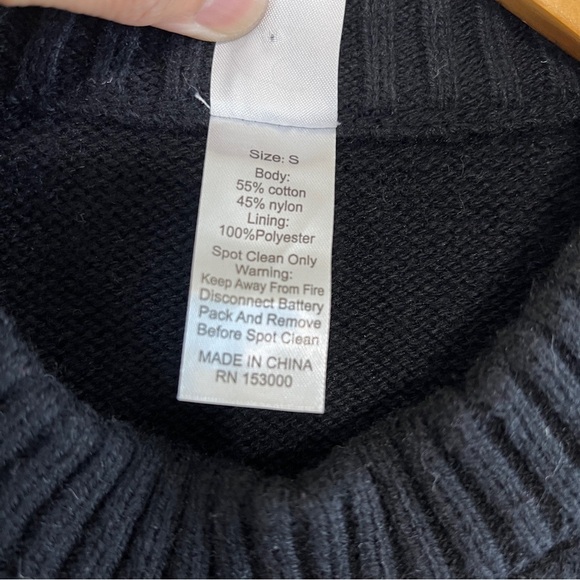 Size: S
Body:
55% cotton
45% nylon
Lining:
100%Polyester
Spot Clean Only
Warning:
Keep Away From Fire
Disconnect Battery
Pack And Remove
Before Spot Clean
MADE IN CHINA
RN 153000